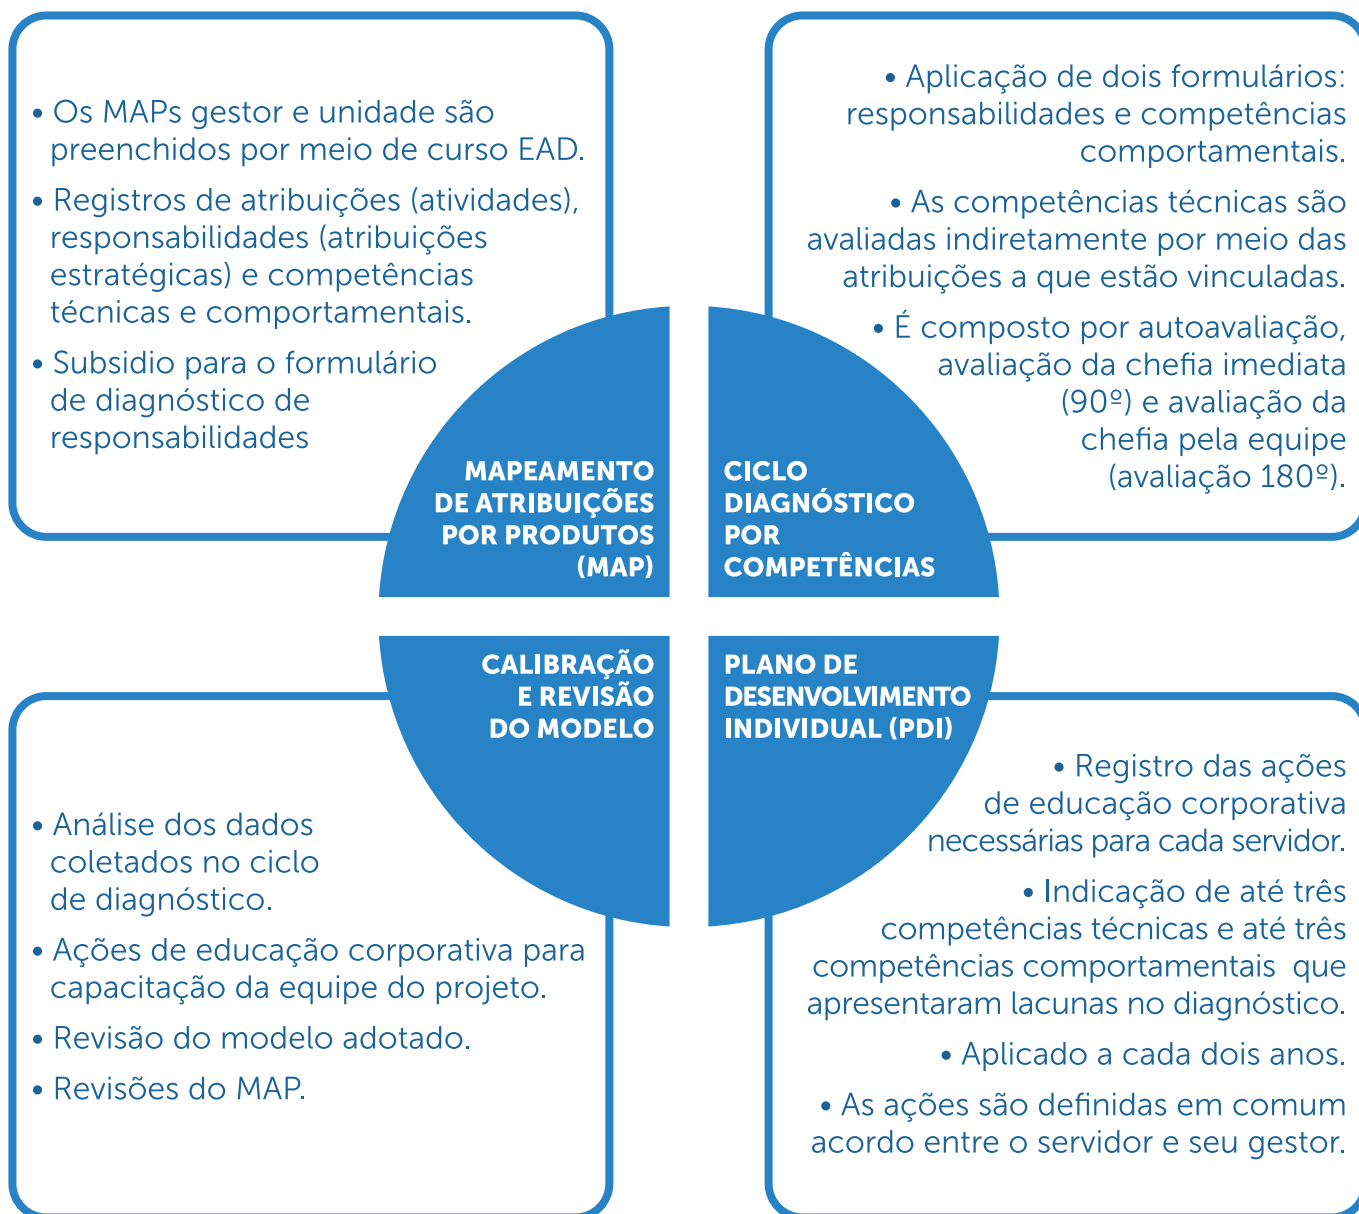 • Os MAPs gestor e unidade são
preenchidos por meio de curso EAD.
• Registros de atribuições (atividades),
responsabilidades (atribuições
estratégicas) e competências
técnicas e comportamentais.
• Subsidio para o formulário
de diagnóstico de
responsabilidades
MAPEAMENTO
DE ATRIBUIÇÕES
POR PRODUTOS
(MAP)
• Aplicação de dois formulários:
responsabilidades e competências
comportamentais.
• As competências técnicas são
avaliadas indiretamente por meio das
atribuições a que estão vinculadas.
• É composto por autoavaliação,
avaliação da chefia imediata
(90º) e avaliação da
chefia pela equipe
(avaliação 180º).
CICLO
DIAGNÓSTICO
POR
COMPETÊNCIAS
CALIBRAÇÃO
E REVISÃO
DO MODELO
• Análise dos dados
coletados no ciclo
de diagnóstico.
• Ações de educação corporativa para
capacitação da equipe do projeto.
• Revisão do modelo adotado.
• Revisões do MAP.
PLANO DE
DESENVOLVIMENTO
INDIVIDUAL (PDI)
• Registro das ações
de educação corporativa
necessárias para cada servidor.
• Indicação de até três
competências técnicas e até três
competências comportamentais que
apresentaram lacunas no diagnóstico.
• Aplicado a cada dois anos.
• As ações são definidas em comum
acordo entre o servidor e seu gestor.